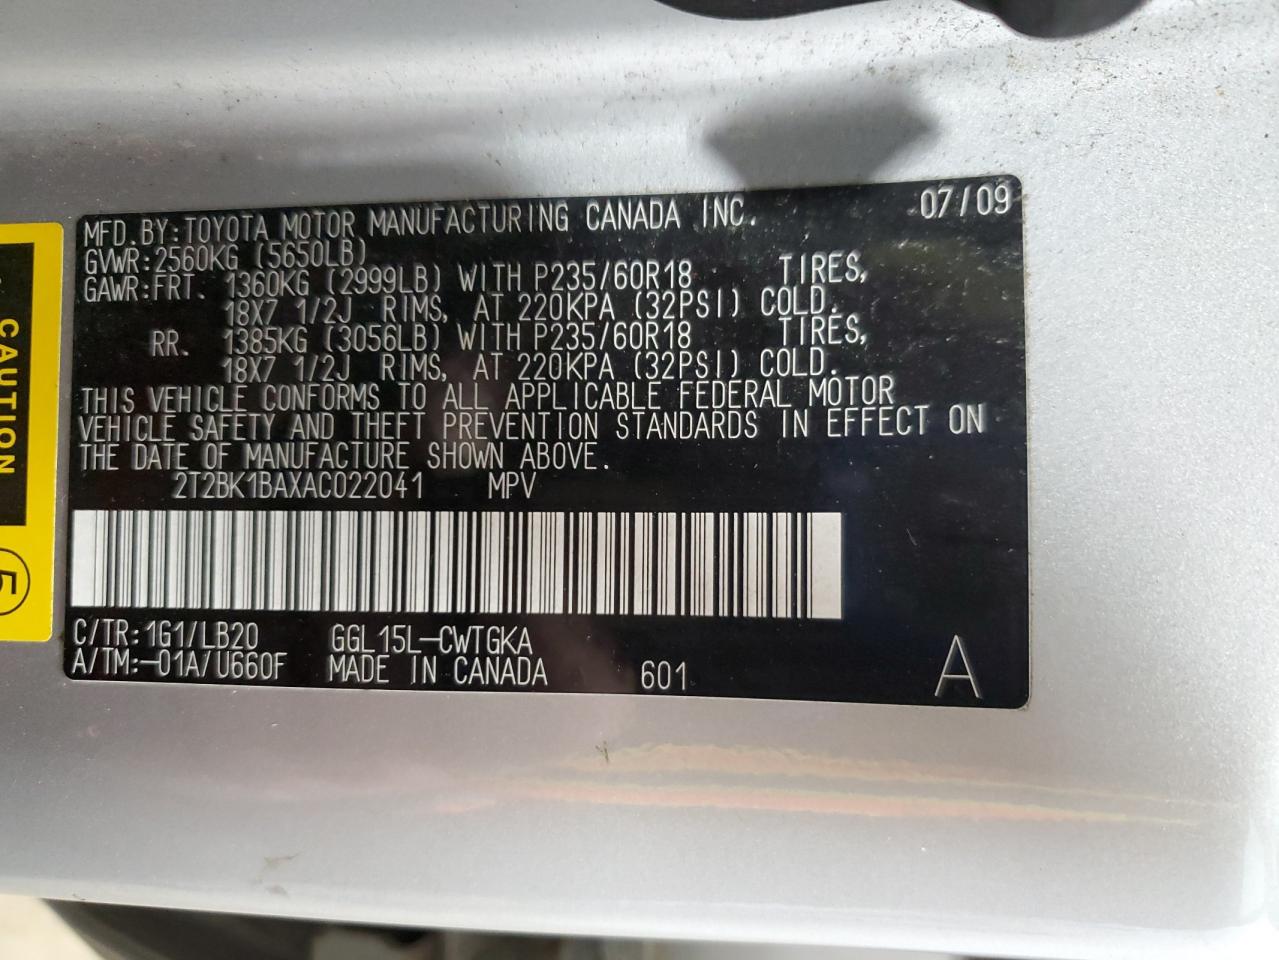 MFD.BY:TOYOTA MOTOR MANUFACTURING CANADA INC. 07/09
GVWR:2560KG (5650LB)
GAWR:FRT. 1360KG (2999LB) WITH P235/60R18 TIRES,
18X7 1/2J RIMS, AT 220KPA (32PSI) COLD.
RR. 1385KG (3056LB) WITH P235/60R18 TIRES,
18X7 1/2J RIMS, AT 220KPA (32PSI) COLD.
THIS VEHICLE CONFORMS TO ALL APPLICABLE FEDERAL MOTOR
VEHICLE SAFETY AND THEFT PREVENTION STANDARDS IN EFFECT ON
THE DATE OF MANUFACTURE SHOWN ABOVE.
2T2BK1BAXAC022041 MPV
C/TR:1G1/LB20 GGL15L-CWTGKA
A/TM:-01A/U660F MADE IN CANADA 601 A
CAUTION
5